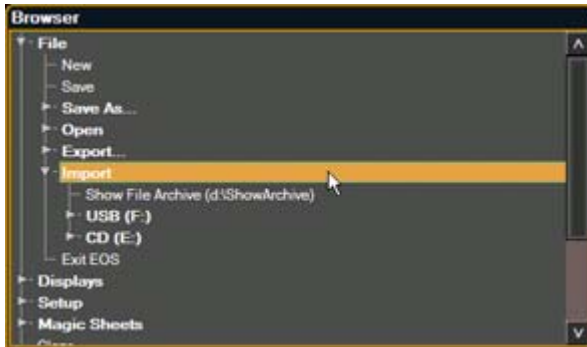 Browser
File
New
Save
Save As...
Open
Export...
Import
Show File Archive (d:\ShowArchive)
USB (F:)
CD (E:)
Exit EOS
Displays
Setup
Magic Sheets